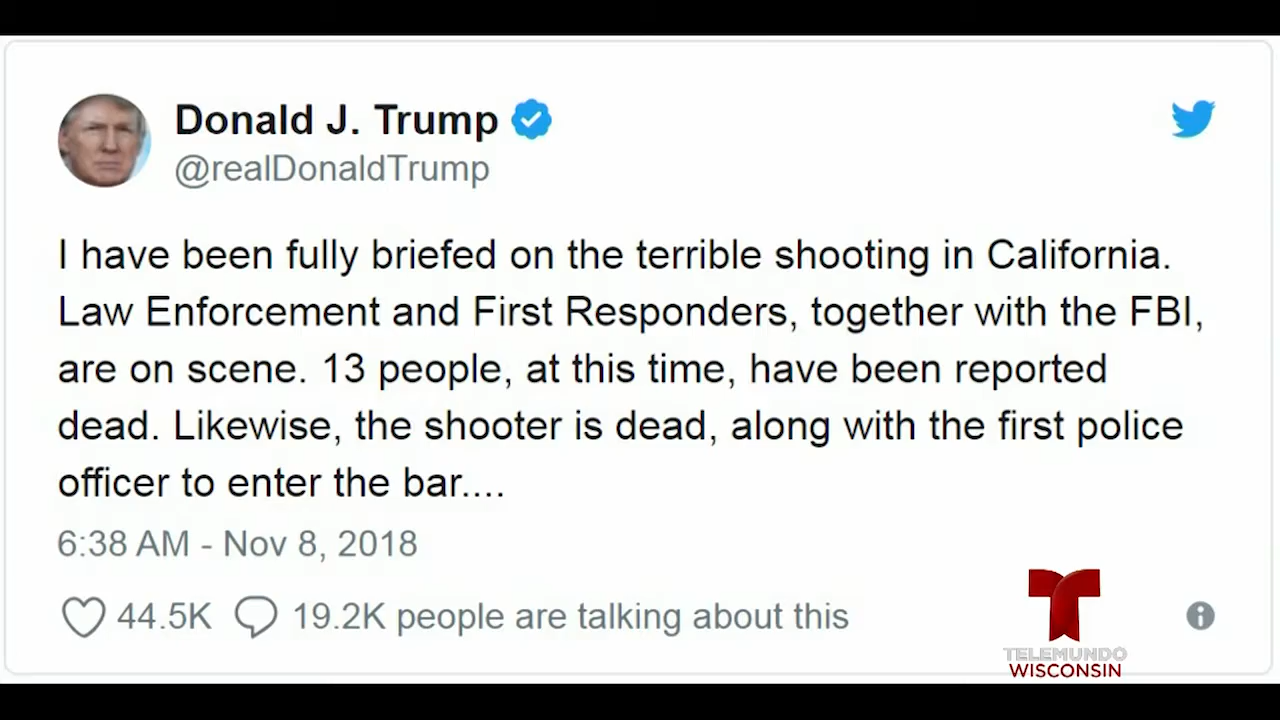 Donald J. Trump
@realDonaldTrump
I have been fully briefed on the terrible shooting in California.
Law Enforcement and First Responders, together with the FBI,
are on scene. 13 people, at this time, have been reported
dead. Likewise, the shooter is dead, along with the first police
officer to enter the bar....
6:38 AM - Nov 8, 2018
44.5K 19.2K people are talking about this
TELEMUNDO
WISCONSIN